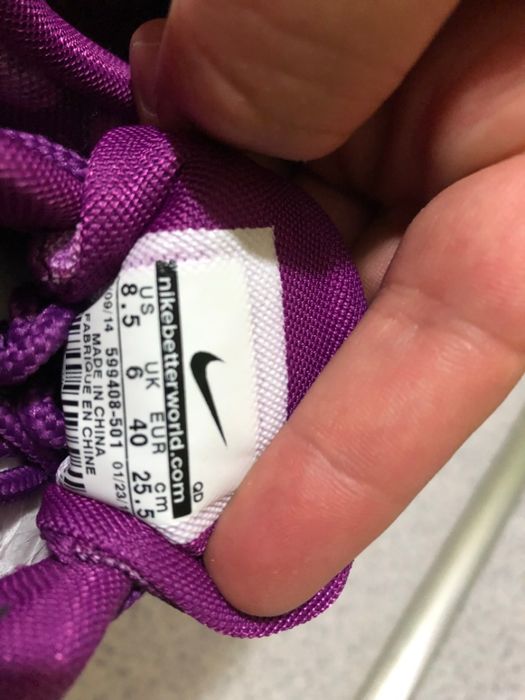 QD
nikebetterworld.com
US UK EUR cm
8.5 6 40 25.5
09/14 599408-501 01/23/
MADE IN CHINA
FABRIQUE EN CHINE